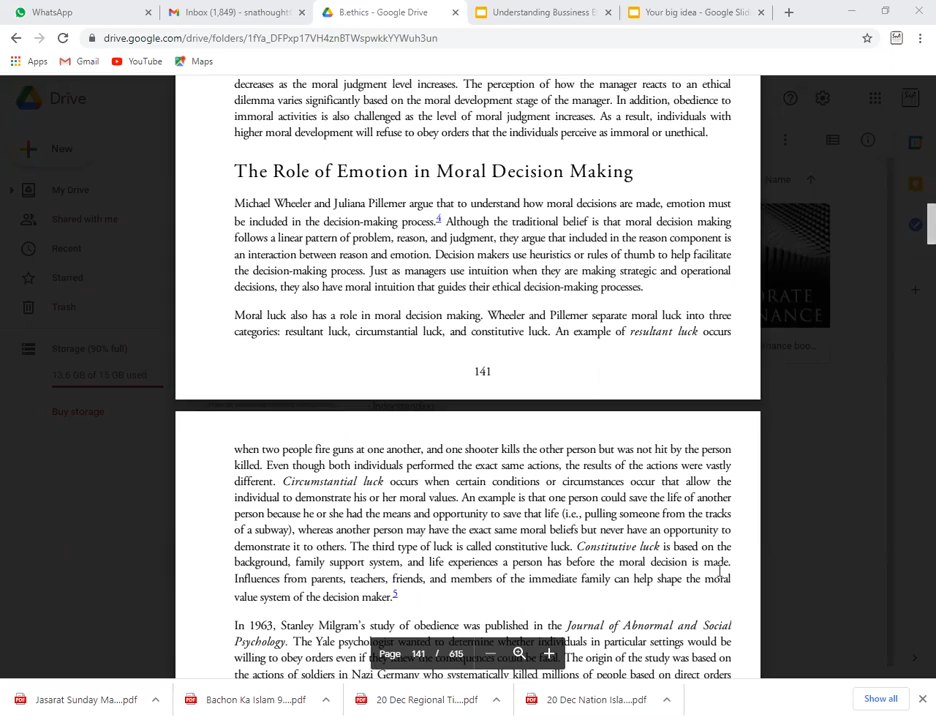 WhatsApp
Inbox (1,849) - snathought
B.ethics - Google Drive
Understanding Bussiness E
Your big idea - Google Slid
drive.google.com/drive/folders/1fYa_DFPxp17VH4znBTWspwkkYYWuh3un
Apps
Gmail
YouTube
Maps
decreases as the moral judgment level increases. The perception of how the manager reacts to an ethical
dilemma varies significantly based on the moral development stage of the manager. In addition, obedience to
immoral activities is also challenged as the level of moral judgment increases. As a result, individuals with
higher moral development will refuse to obey orders that the individuals perceive as immoral or unethical.
Drive
New
My Drive
Shared with me
Recent
Starred
Trash
Storage (90% full)
13.6 GB of 15 GB used
Buy storage
Name
The Role of Emotion in Moral Decision Making
Michael Wheeler and Juliana Pillemer argue that to understand how moral decisions are made, emotion must
be included in the decision-making process.4 Although the traditional belief is that moral decision making
follows a linear pattern of problem, reason, and judgment, they argue that included in the reason component is
an interaction between reason and emotion. Decision makers use heuristics or rules of thumb to help facilitate
the decision-making process. Just as managers use intuition when they are making strategic and operational
decisions, they also have moral intuition that guides their ethical decision-making processes.
Moral luck also has a role in moral decision making. Wheeler and Pillemer separate moral luck into three
categories: resultant luck, circumstantial luck, and constitutive luck. An example of resultant luck occurs
141
when two people fire guns at one another, and one shooter kills the other person but was not hit by the person
killed. Even though both individuals performed the exact same actions, the results of the actions were vastly
different. Circumstantial luck occurs when certain conditions or circumstances occur that allow the
individual to demonstrate his or her moral values. An example is that one person could save the life of another
person because he or she had the means and opportunity to save that life (i.e., pulling someone from the tracks
of a subway), whereas another person may have the exact same moral beliefs but never have an opportunity to
demonstrate it to others. The third type of luck is called constitutive luck. Constitutive luck is based on the
background, family support system, and life experiences a person has before the moral decision is made.
Influences from parents, teachers, friends, and members of the immediate family can help shape the moral
value system of the decision maker.5
In 1963, Stanley Milgram's study of obedience was published in the Journal of Abnormal and Social
Psychology. The Yale psychologist wanted to determine whether individuals in particular settings would be
willing to obey orders even if they knew the consequences could be fatal. The origin of the study was based on
the actions of soldiers in Nazi Germany who systematically killed millions of people based on direct orders
Page 141 / 615
Jasarat Sunday Ma....pdf
Bachon Ka Islam 9....pdf
20 Dec Regional Ti....pdf
20 Dec Nation Isla....pdf
Show all